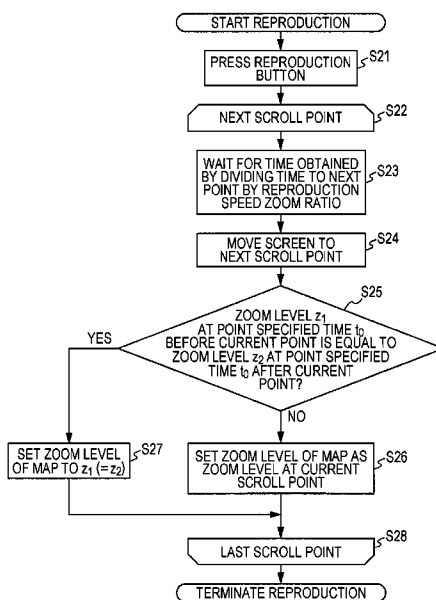 START REPRODUCTION
S21
PRESS REPRODUCTION
BUTTON
S22
NEXT SCROLL POINT
S23
WAIT FOR TIME OBTAINED
BY DIVIDING TIME TO NEXT
POINT BY REPRODUCTION
SPEED ZOOM RATIO
S24
MOVE SCREEN TO
NEXT SCROLL POINT
S25
ZOOM LEVEL z1
AT POINT SPECIFIED TIME t0
BEFORE CURRENT POINT IS EQUAL TO
ZOOM LEVEL z2 AT POINT SPECIFIED
TIME t0 AFTER CURRENT
POINT?
YES
NO
S27
SET ZOOM LEVEL
OF MAP TO z1 (= z2)
S26
SET ZOOM LEVEL OF MAP AS
ZOOM LEVEL AT CURRENT
SCROLL POINT
S28
LAST SCROLL POINT
TERMINATE REPRODUCTION